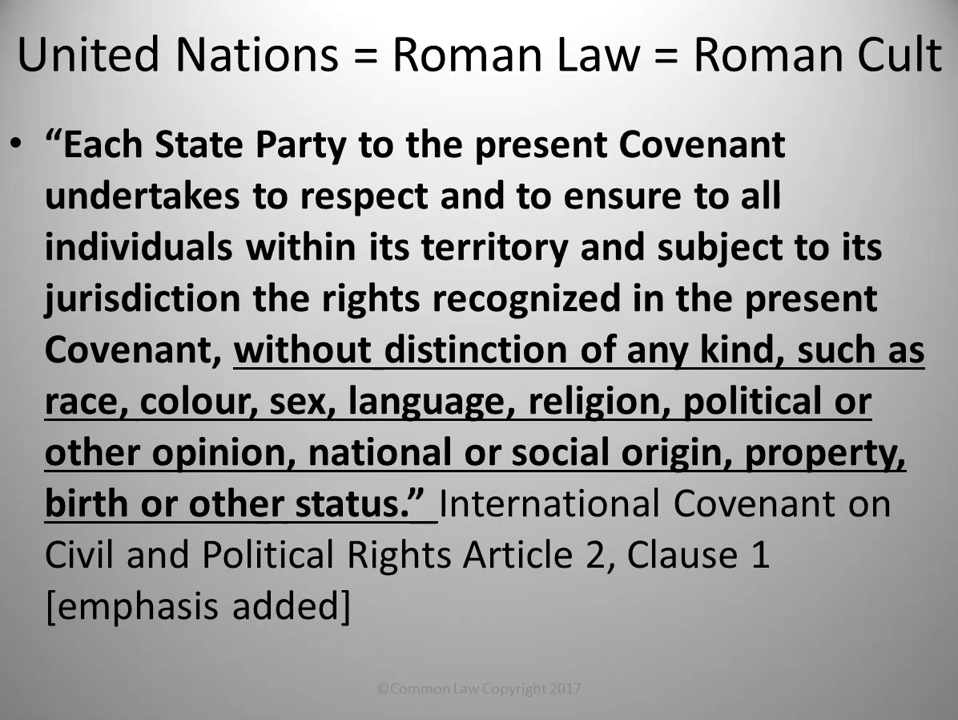 United Nations = Roman Law = Roman Cult
• “Each State Party to the present Covenant
undertakes to respect and to ensure to all
individuals within its territory and subject to its
jurisdiction the rights recognized in the present
Covenant, without distinction of any kind, such as
race, colour, sex, language, religion, political or
other opinion, national or social origin, property,
birth or other status.” International Covenant on
Civil and Political Rights Article 2, Clause 1
[emphasis added]
©Common Law Copyright 2017